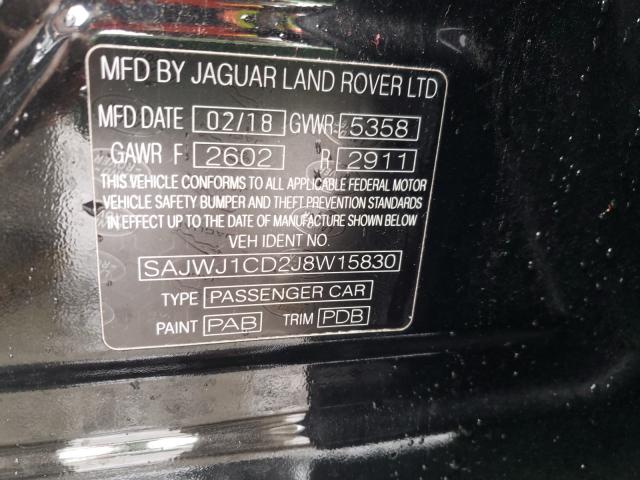 MFD BY JAGUAR LAND ROVER LTD
MFD DATE 02/18 GVWR 5358
GAWR F 2602 R 2911
THIS VEHICLE CONFORMS TO ALL APPLICABLE FEDERAL MOTOR
VEHICLE SAFETY BUMPER AND THEFT PREVENTION STANDARDS
IN EFFECT UP TO THE DATE OF MANUFACTURE SHOWN BELOW
VEH IDENT NO.
SAJWJ1CD2J8W15830
TYPE PASSENGER CAR
PAINT PAB TRIM PDB